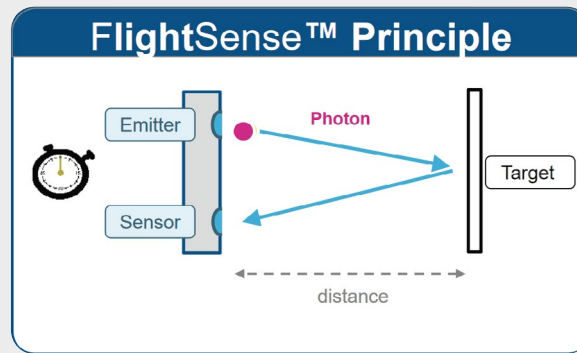 FlightSense™ Principle
Emitter
Photon
Target
Sensor
distance